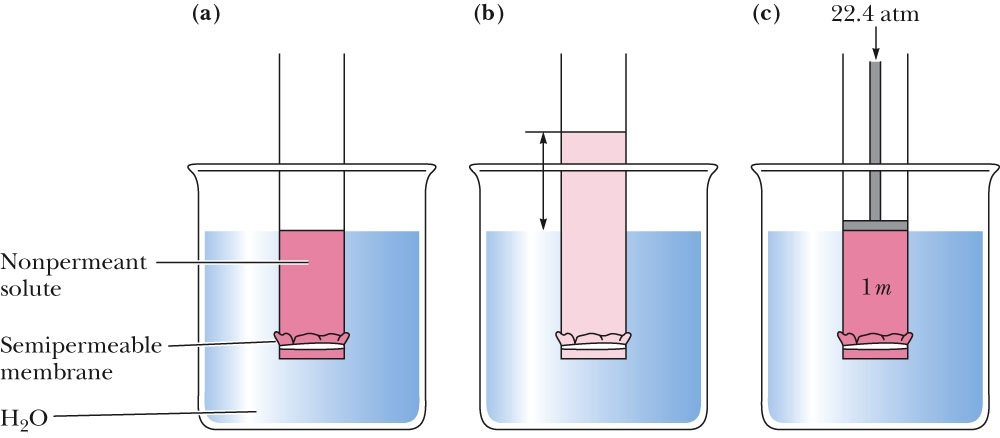 (a)
(b)
(c)
22.4 atm
Nonpermeant
solute
1 m
Semipermeable
membrane
H₂O